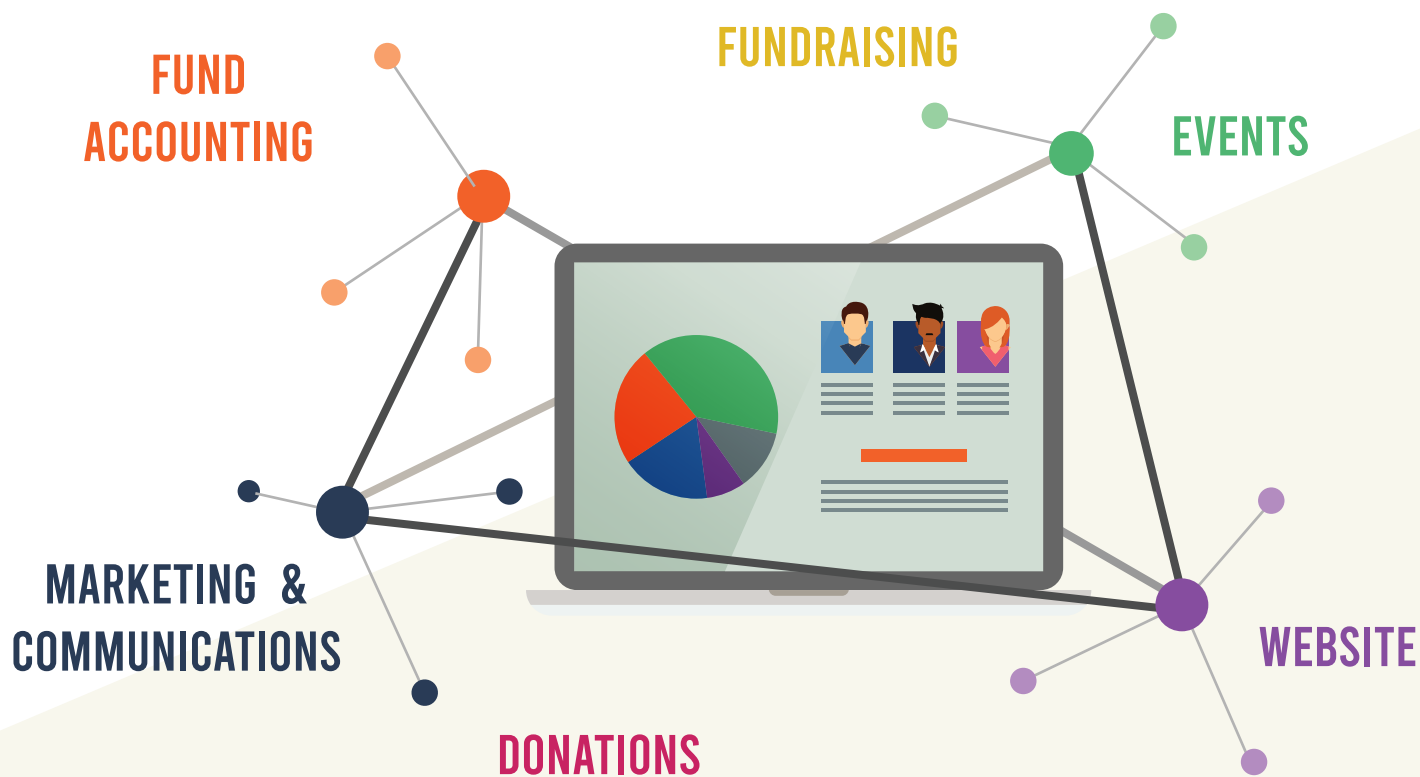 FUNDRAISING
FUND
ACCOUNTING
EVENTS
MARKETING &
COMMUNICATIONS
WEBSITE
DONATIONS